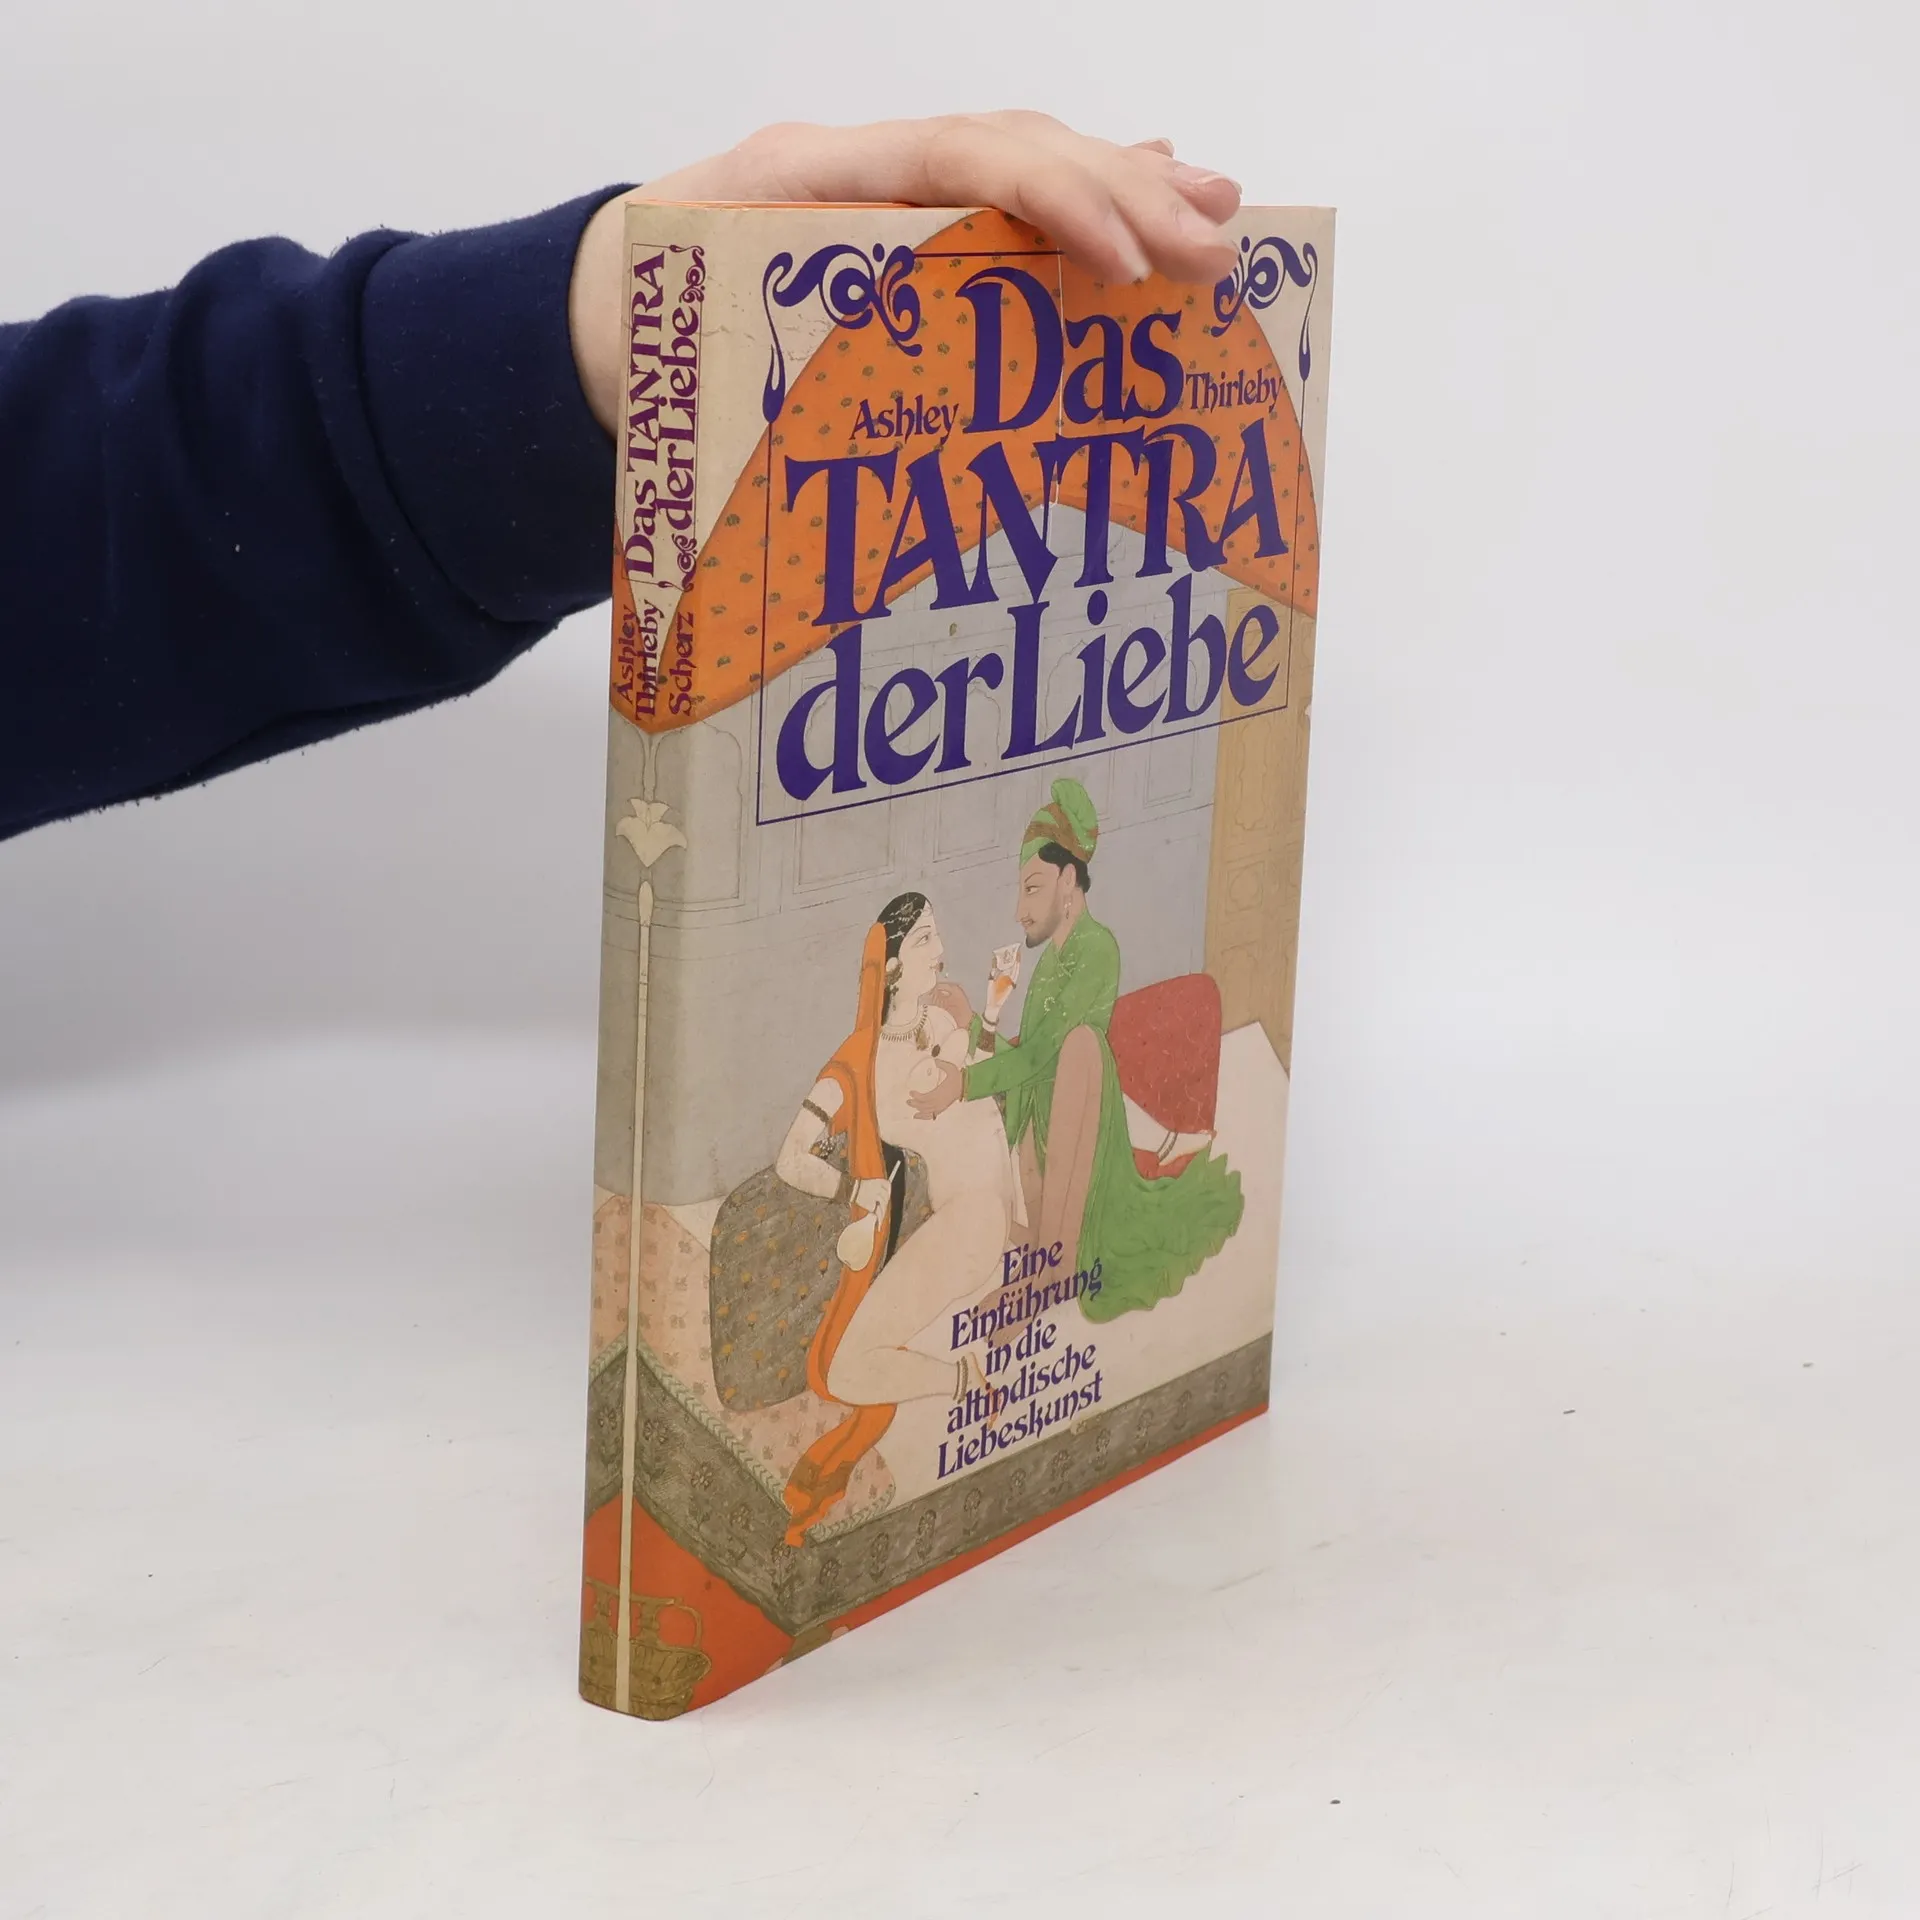 Das TANTRA
der Liebe
Ashley
Thirleby
Scherz
Das
Ashley Thirleby
TANTRA
der Liebe
Eine
Einführung
in die
altindische
Liebeskunst